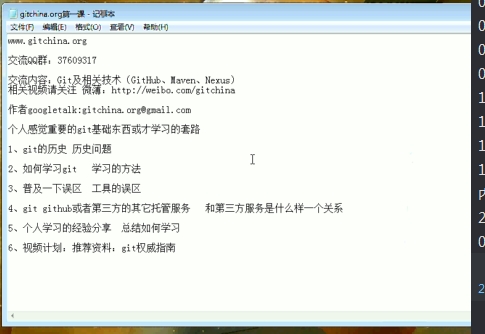 gitchina.org第一课 - 记事本
文件(F) 编辑(E) 格式(O) 查看(V) 帮助(H)
www.gitchina.org
交流QQ群：37609317
交流内容：Git及相关技术（GitHub、Maven、Nexus）
相关视频请关注 微薄：http://weibo.com/gitchina
作者googletalk:gitchina.org@gmail.com
个人感觉重要的git基础东西或才学习的套路
1、git的历史 历史问题
2、如何学习git 学习的方法
3、普及一下误区 工具的误区
4、git github或者第三方的其它托管服务 和第三方服务是什么样一个关系
5、个人学习的经验分享 总结如何学习
6、视频计划：推荐资料：git权威指南